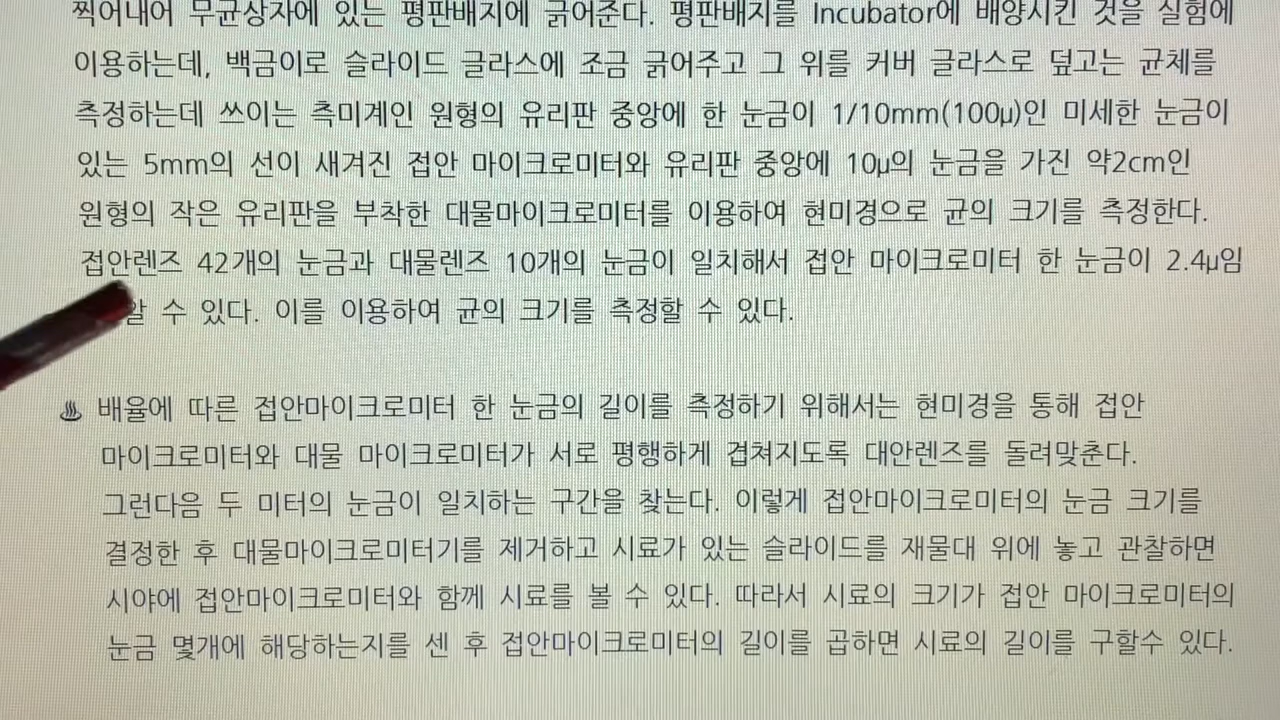 찍어내어 무균상자에 있는 평판배지에 긁어준다. 평판배지를 Incubator에 배양시킨 것을 실험에
이용하는데, 백금이로 슬라이드 글라스에 조금 긁어주고 그 위를 커버 글라스로 덮고는 균체를
측정하는데 쓰이는 측미계인 원형의 유리판 중앙에 한 눈금이 1/10mm(100μ)인 미세한 눈금이
있는 5mm의 선이 새겨진 접안 마이크로미터와 유리판 중앙에 10μ의 눈금을 가진 약2cm인
원형의 작은 유리판을 부착한 대물마이크로미터를 이용하여 현미경으로 균의 크기를 측정한다.
접안렌즈 42개의 눈금과 대물렌즈 10개의 눈금이 일치해서 접안 마이크로미터 한 눈금이 2.4μ임
알 수 있다. 이를 이용하여 균의 크기를 측정할 수 있다.
♨ 배율에 따른 접안마이크로미터 한 눈금의 길이를 측정하기 위해서는 현미경을 통해 접안
마이크로미터와 대물 마이크로미터가 서로 평행하게 겹쳐지도록 대안렌즈를 돌려맞춘다.
그런다음 두 미터의 눈금이 일치하는 구간을 찾는다. 이렇게 접안마이크로미터의 눈금 크기를
결정한 후 대물마이크로미터기를 제거하고 시료가 있는 슬라이드를 재물대 위에 놓고 관찰하면
시야에 접안마이크로미터와 함께 시료를 볼 수 있다. 따라서 시료의 크기가 접안 마이크로미터의
눈금 몇개에 해당하는지를 센 후 접안마이크로미터의 길이를 곱하면 시료의 길이를 구할수 있다.